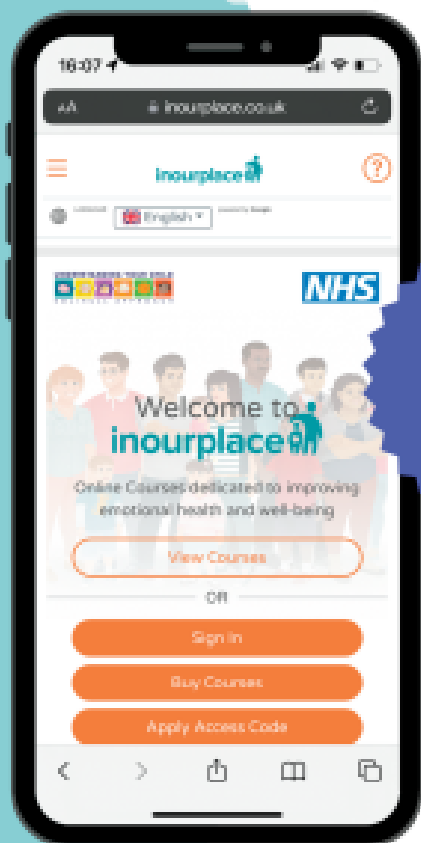 16:07
AA inourplace.co.uk
inourplace
?
English
NHS
Welcome to
inourplace
Online Courses dedicated to improving
emotional health and well-being
View Courses
OR
Sign In
Buy Courses
Apply Access Code